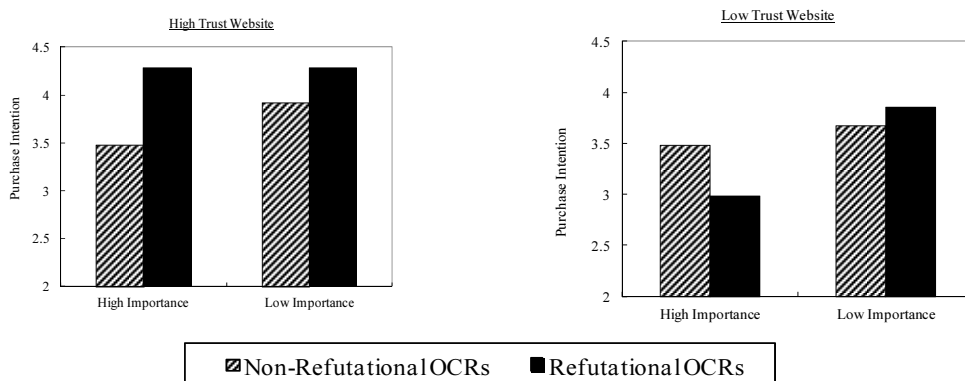 High Trust Website
4.5
4
3.5
3
2.5
2
Purchase Intention
High Importance Low Importance
Low Trust Website
4.5
4
3.5
3
2.5
2
Purchase Intention
High Importance Low Importance
Non-Refutational OCRs Refutational OCRs